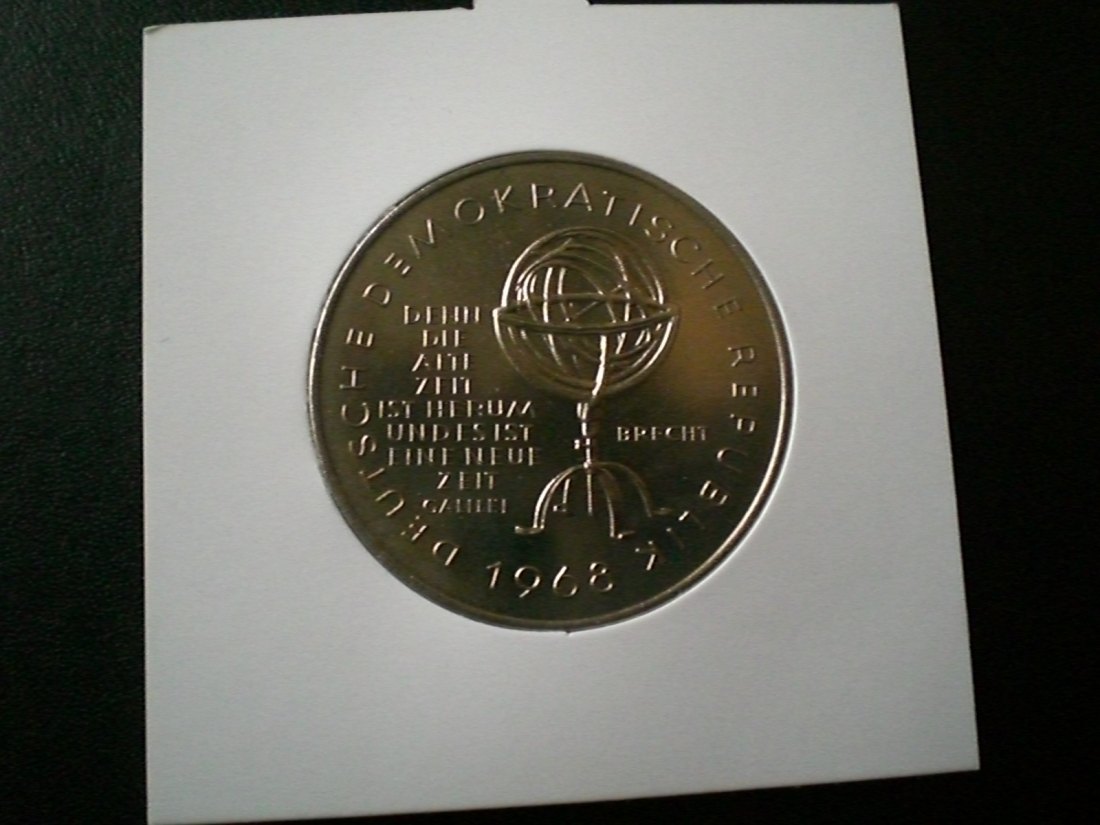 DEUTSCHE DEMOKRATISCHE REPUBLIK
DENN
DIE
ALTE
ZEIT
IST HERUM
UND ES IST
EINE NEUE
ZEIT
GALILEI
BRECHT
1968